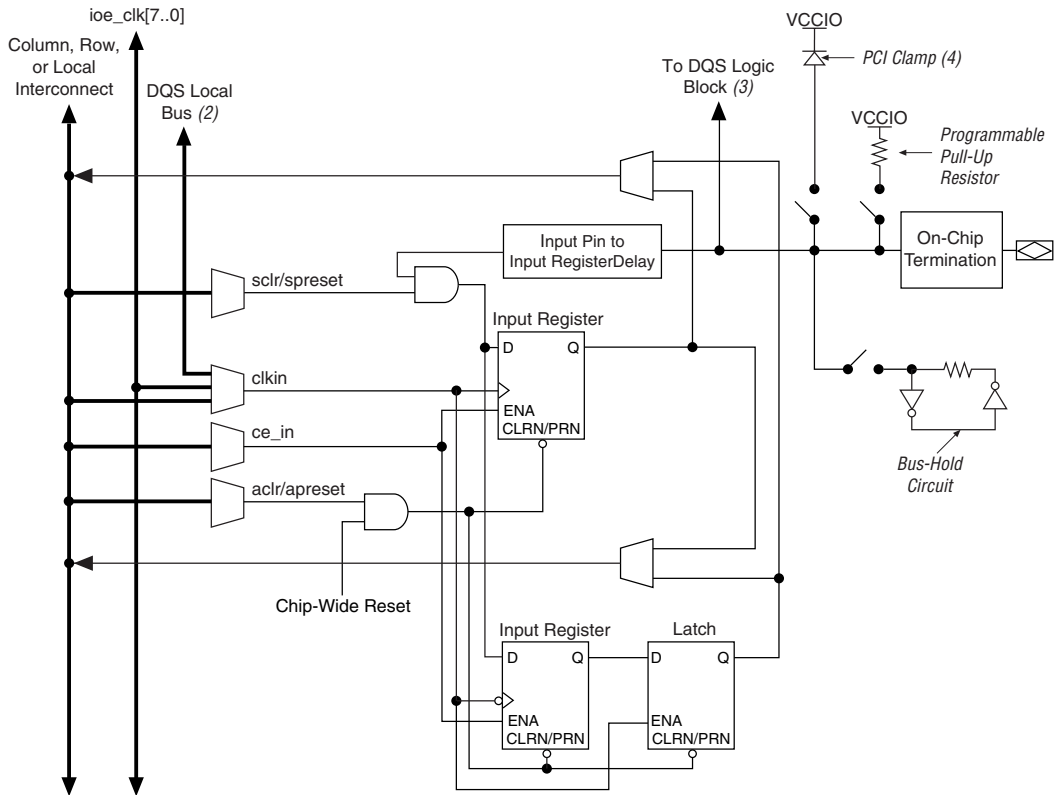 ioe_clk[7..0]
Column, Row,
or Local
Interconnect
DQS Local
Bus (2)
To DQS Logic
Block (3)
VCCIO
PCI Clamp (4)
VCCIO
Programmable
Pull-Up
Resistor
Input Pin to
Input RegisterDelay
On-Chip
Termination
sclr/spreset
Input Register
D
Q
clkin
ENA
CLRN/PRN
ce_in
Bus-Hold
Circuit
aclr/apreset
Chip-Wide Reset
Input Register
D
Q
ENA
CLRN/PRN
Latch
D
Q
ENA
CLRN/PRN